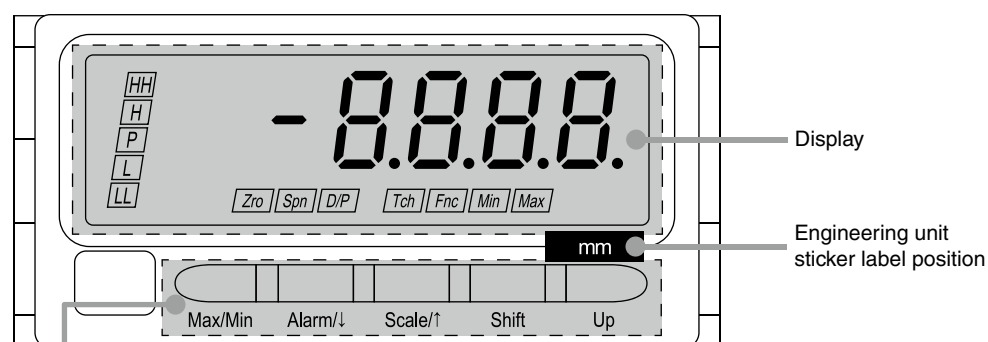 HH
H
P
L
LL
-8.8.8.8.
Zro Spn D/P Tch Fnc Min Max
Display
mm
Engineering unit
sticker label position
Max/Min Alarm/↓ Scale/↑ Shift Up